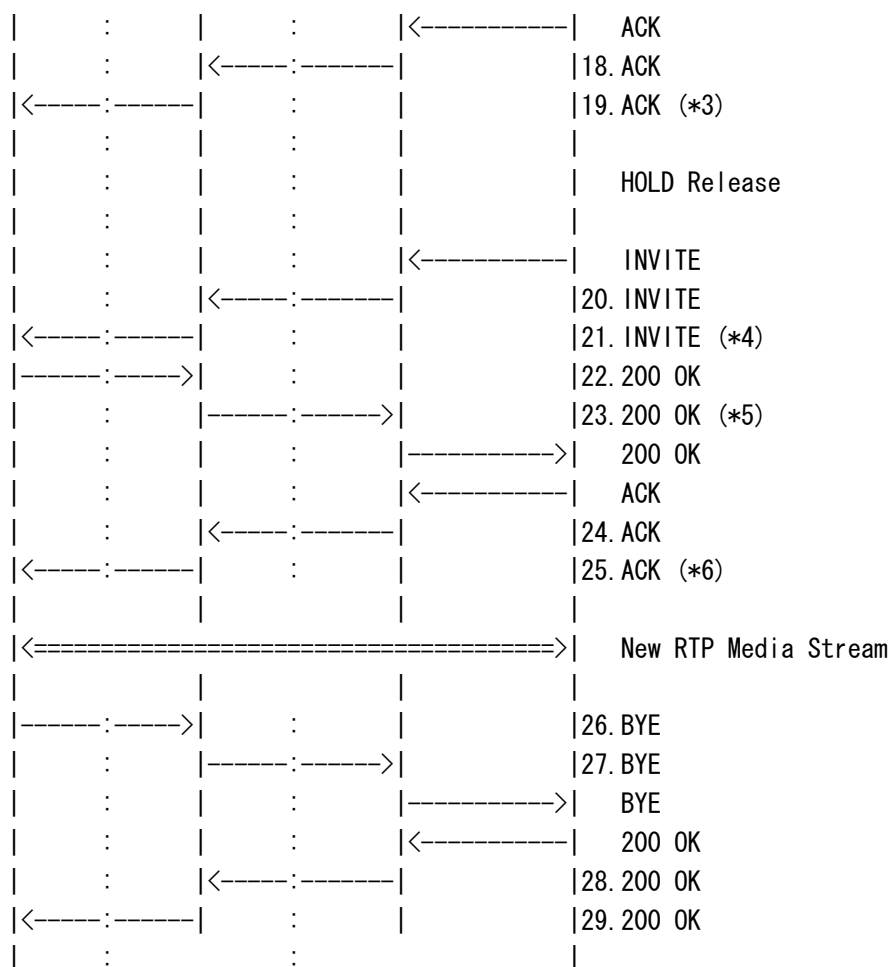 |       :      |      :       |<-----------|   ACK
|       :      |<-----:-------|            |18.ACK
|<-----:------|      :       |            |19.ACK (*3)
|       :      |      :       |            |
|       :      |      :       |            |   HOLD Release
|       :      |      :       |            |
|       :      |      :       |<-----------|   INVITE
|       :      |<-----:-------|            |20.INVITE
|<-----:------|      :       |            |21.INVITE (*4)
|------:----->|      :       |            |22.200 OK
|       :      |------:------>|            |23.200 OK (*5)
|       :      |      :       |----------->|   200 OK
|       :      |      :       |<-----------|   ACK
|       :      |<-----:-------|            |24.ACK
|<-----:------|      :       |            |25.ACK (*6)
|              |              |            |
|<=======================================>|   New RTP Media Stream
|              |              |            |
|------:----->|      :       |            |26.BYE
|       :      |------:------>|            |27.BYE
|       :      |      :       |----------->|   BYE
|       :      |      :       |<-----------|   200 OK
|       :      |<-----:-------|            |28.200 OK
|<-----:------|      :       |            |29.200 OK
|       :             :                    |